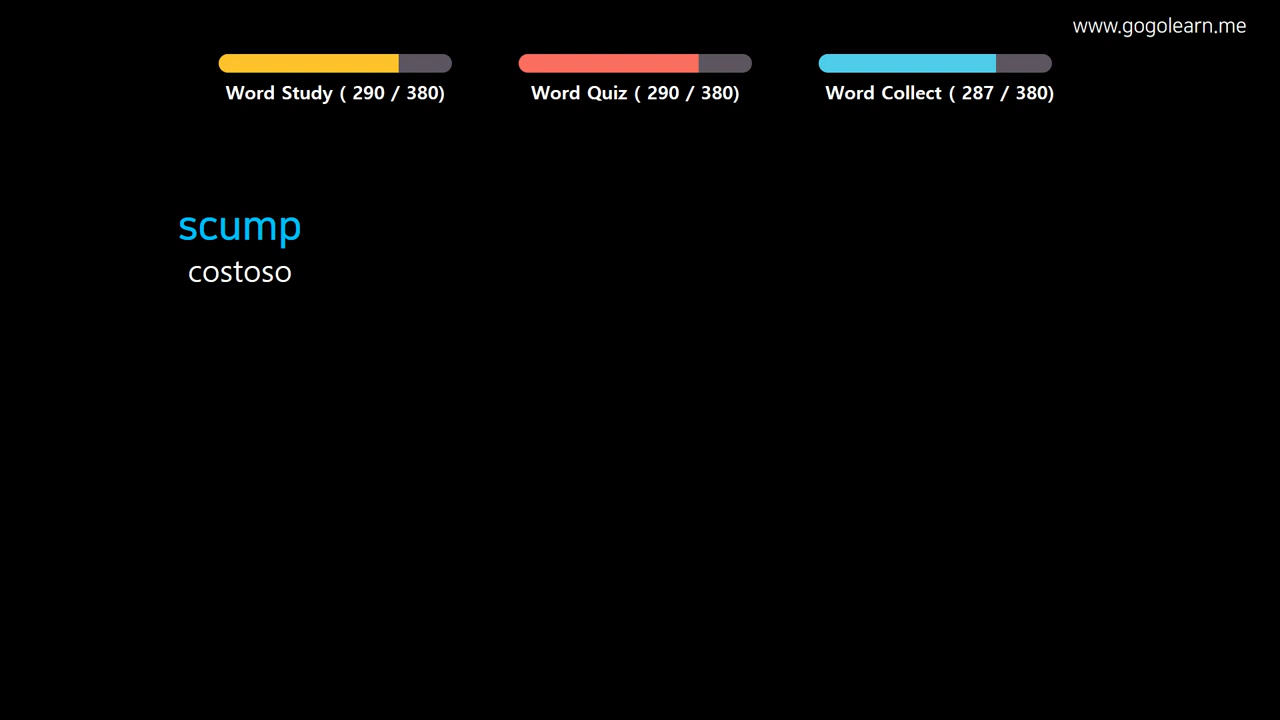 www.gogolearn.me
Word Study ( 290 / 380)
Word Quiz ( 290 / 380)
Word Collect ( 287 / 380)
scump
costoso